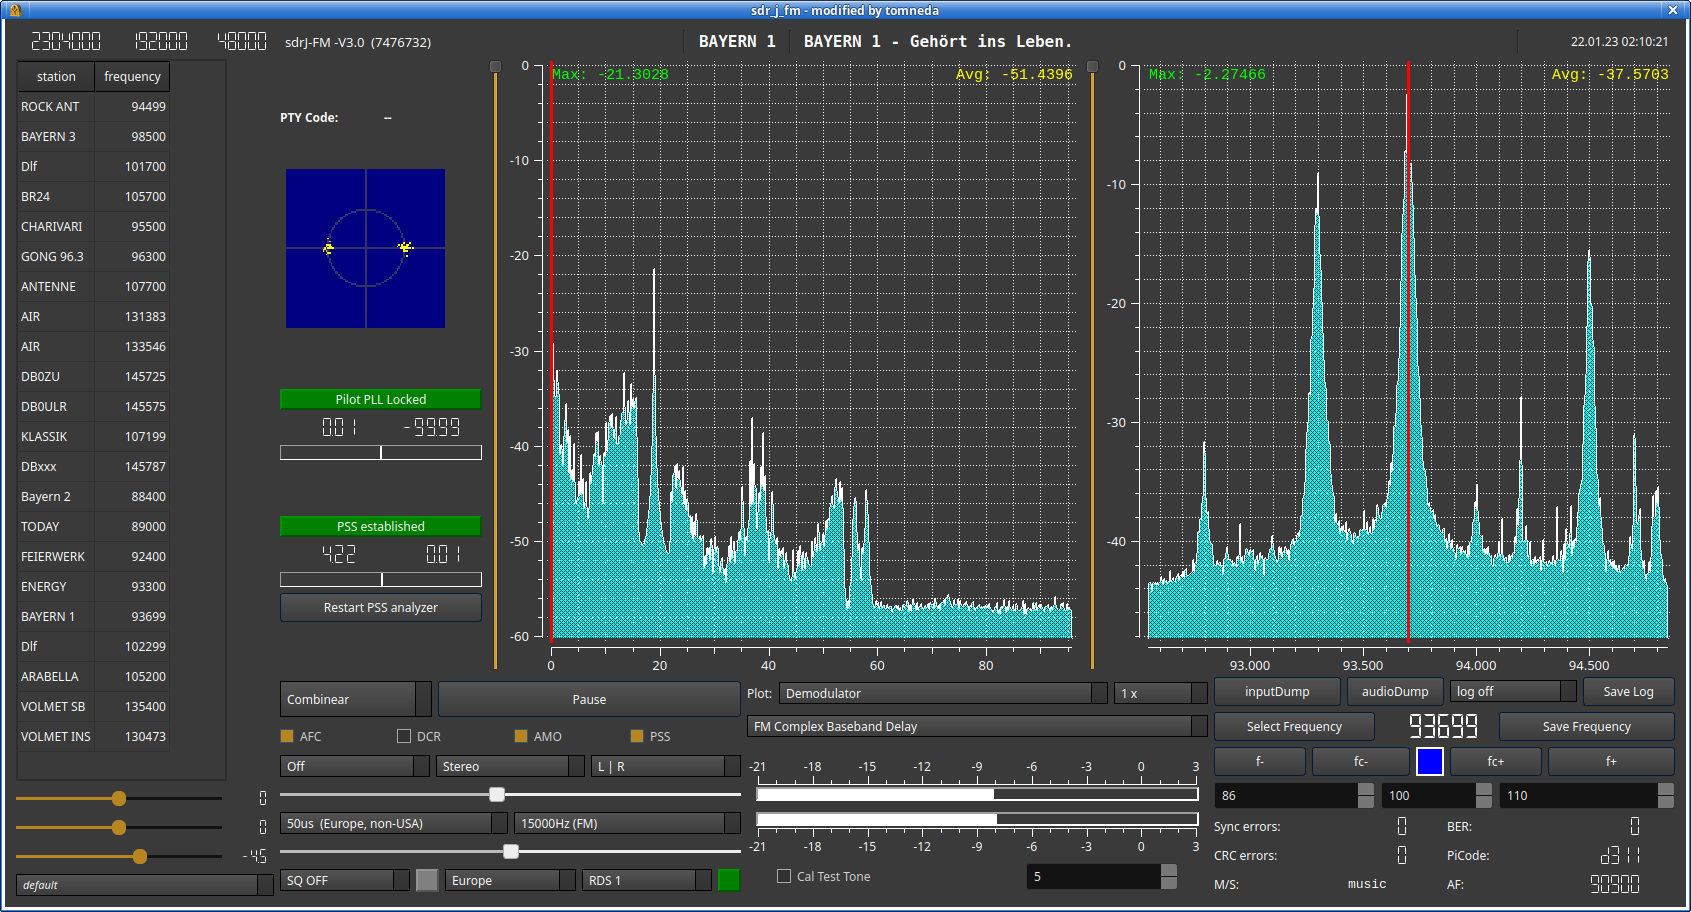 sdr_j_fm - modified by tomneda
2304000 192000 48000 sdrJ-FM -V3.0 (7476732) BAYERN 1 BAYERN 1 - Gehört ins Leben. 22.01.23 02:10:21
station frequency
ROCK ANT 94499
BAYERN 3 98500
Dlf 101700
BR24 105700
CHARIVARI 95500
GONG 96.3 96300
ANTENNE 107700
AIR 131383
AIR 133546
DB0ZU 145725
DB0ULR 145575
KLASSIK 107199
DBxxx 145787
Bayern 2 88400
TODAY 89000
FEIERWERK 92400
ENERGY 93300
BAYERN 1 93699
Dlf 102299
ARABELLA 105200
VOLMET SB 135400
VOLMET INS 130473
0
0
-45
default
PTY Code: --
Pilot PLL Locked
0.01 -99.99
PSS established
4.22 0.01
Restart PSS analyzer
Max: -21.3028 Avg: -51.4396
0
-10
-20
-30
-40
-50
-60
0 20 40 60 80
Max: -2.27466 Avg: -37.5703
0
-10
-20
-30
-40
93.000 93.500 94.000 94.500
Combinear Pause
AFC DCR AMO PSS
Off Stereo L | R
50us (Europe, non-USA) 15000Hz (FM)
SQ OFF Europe RDS 1
Plot: Demodulator 1 x
FM Complex Baseband Delay
-21 -18 -15 -12 -9 -6 -3 0 3
-21 -18 -15 -12 -9 -6 -3 0 3
Cal Test Tone 5
inputDump audioDump log off Save Log
Select Frequency 93699 Save Frequency
f- fc- fc+ f+
86 100 110
Sync errors: 0 BER: 0
CRC errors: 0 PiCode: d311
M/S: music AF: 90900